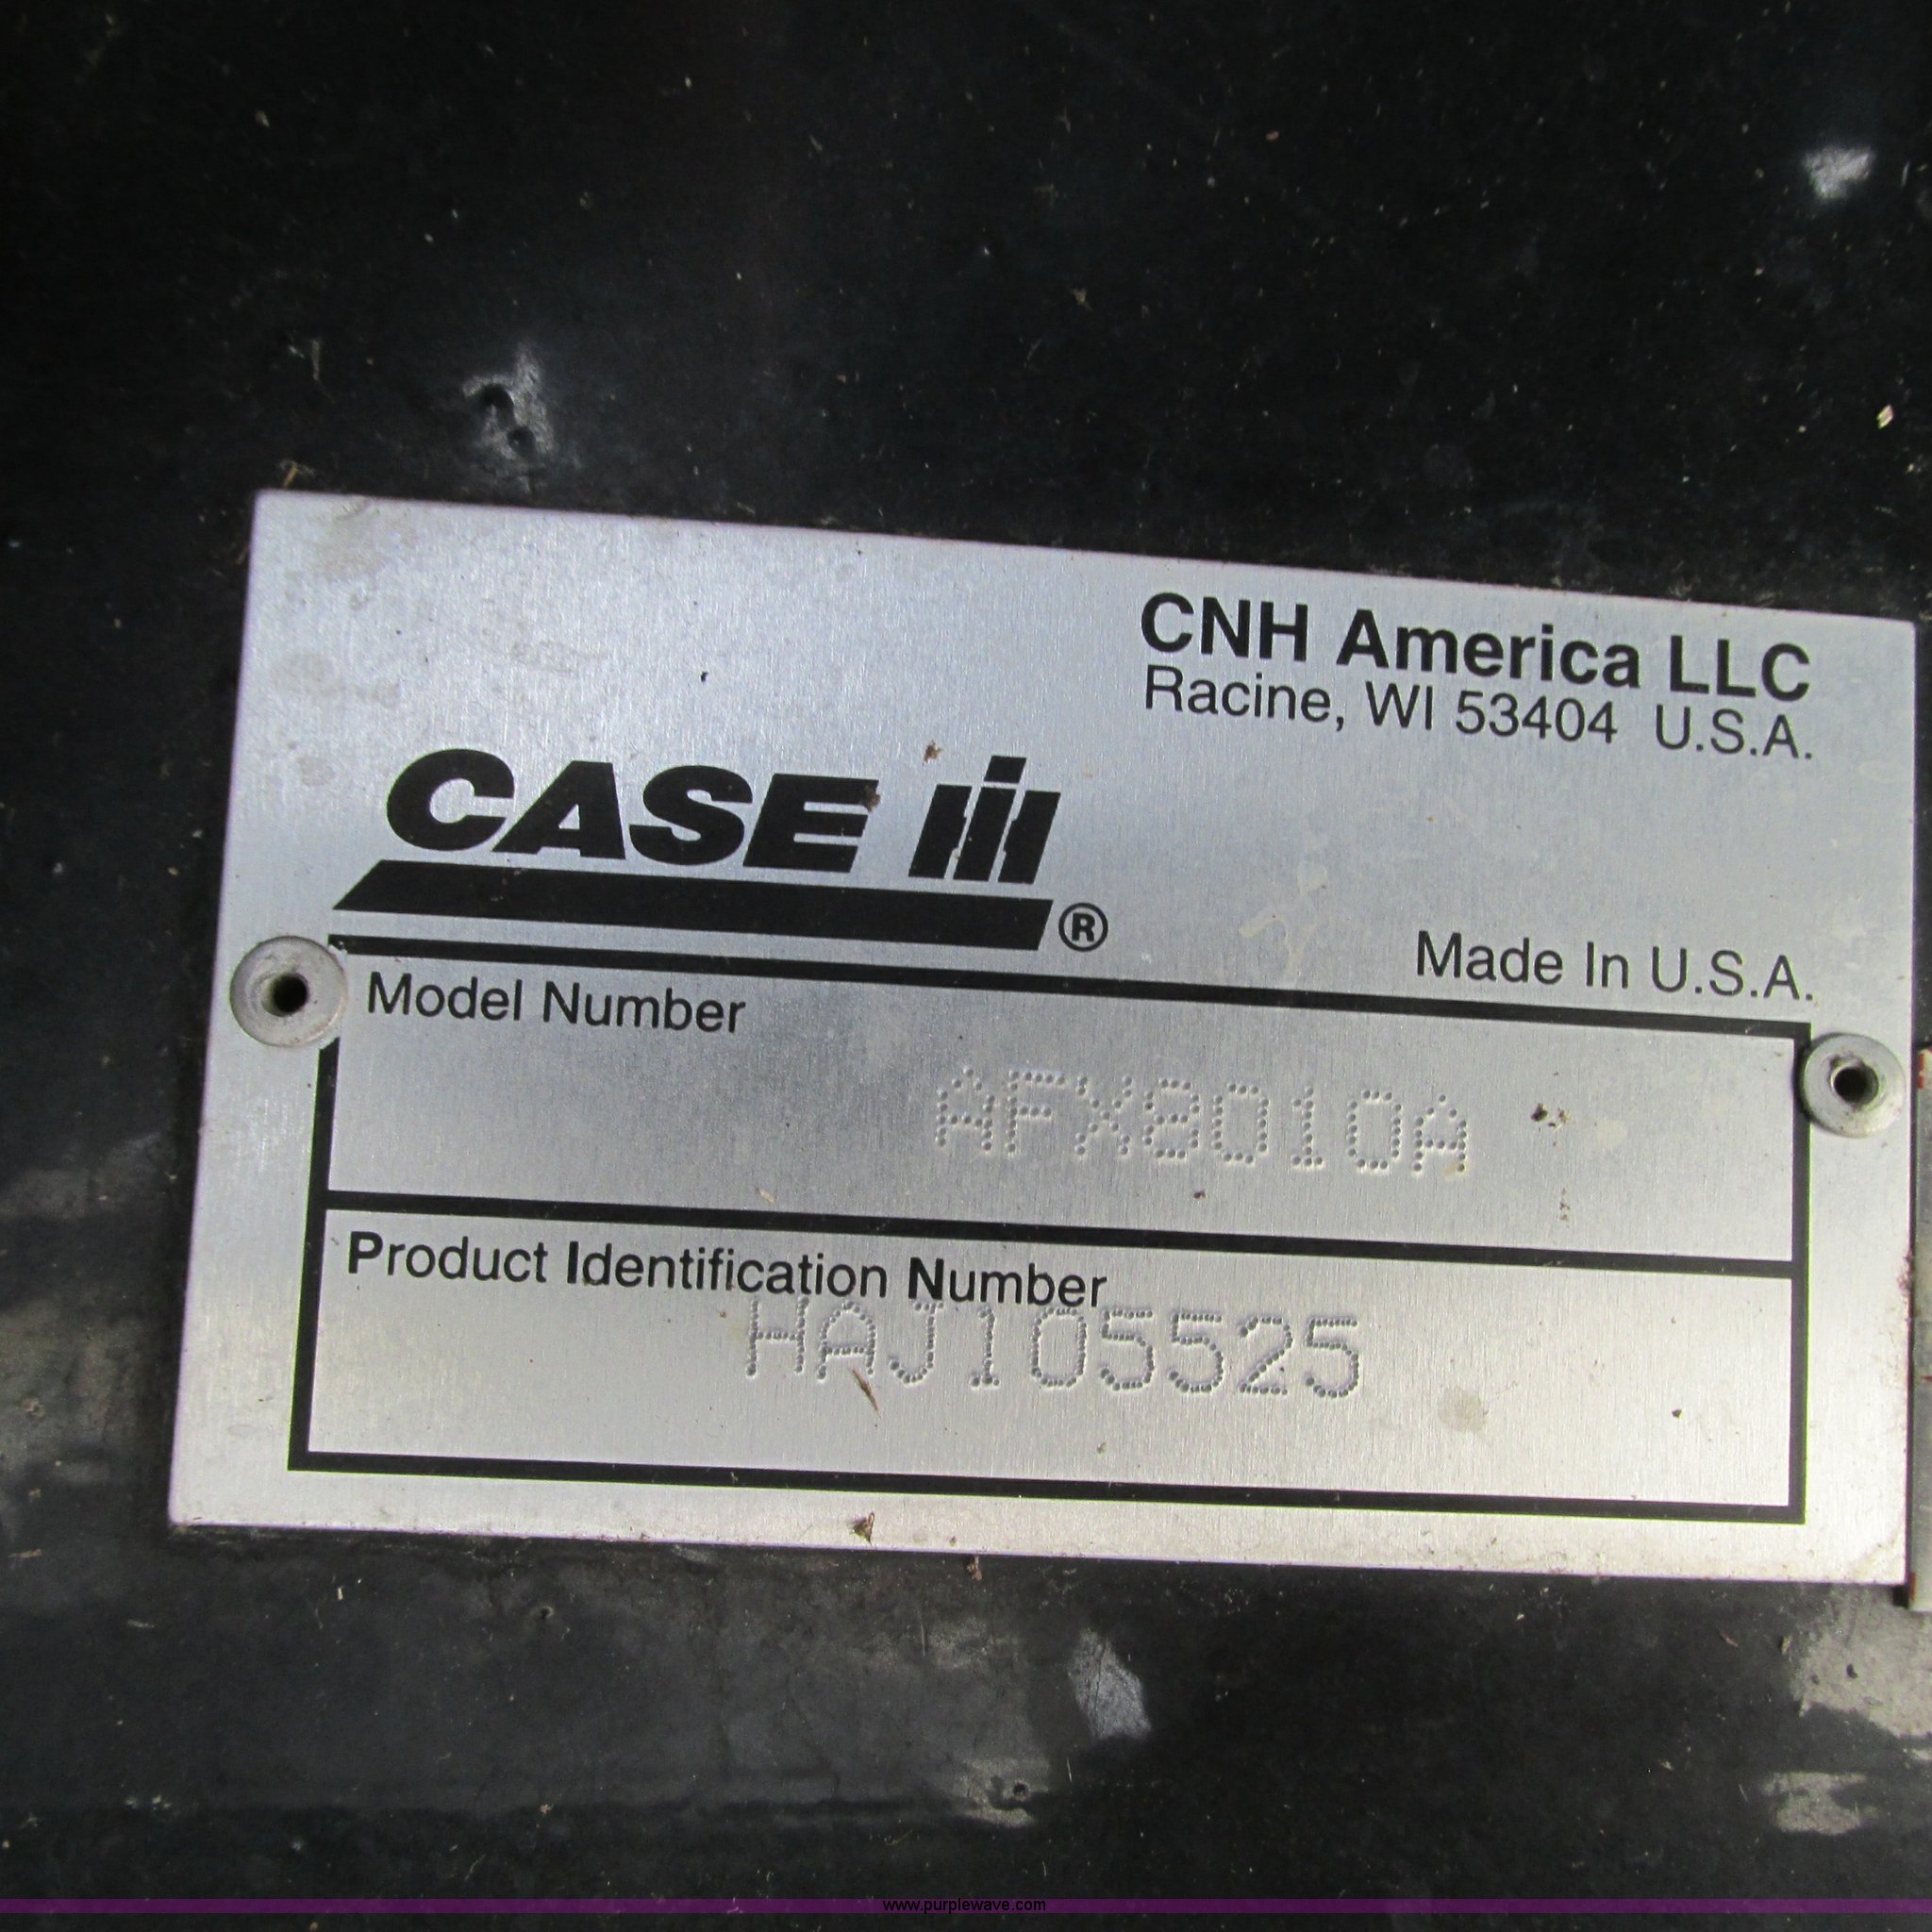 CNH America LLC
Racine, WI 53404 U.S.A.
CASE IH
®
Made In U.S.A.
Model Number
AFX8010A
Product Identification Number
HAJ105525
www.purplewave.com